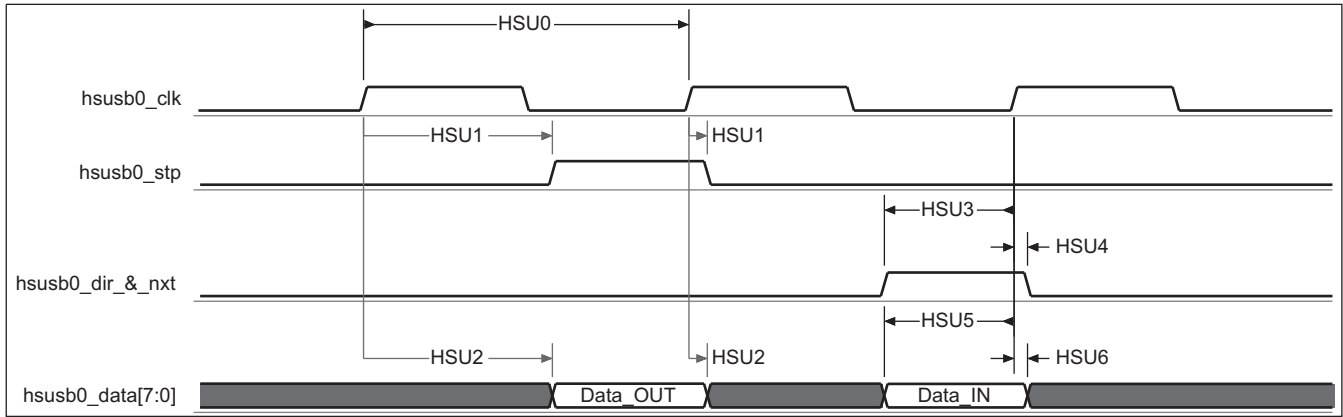 HSU0
hsusb0_clk
HSU1 HSU1
hsusb0_stp
HSU3
HSU4
hsusb0_dir_&_nxt
HSU5
HSU2 HSU2 HSU6
hsusb0_data[7:0] Data_OUT Data_IN